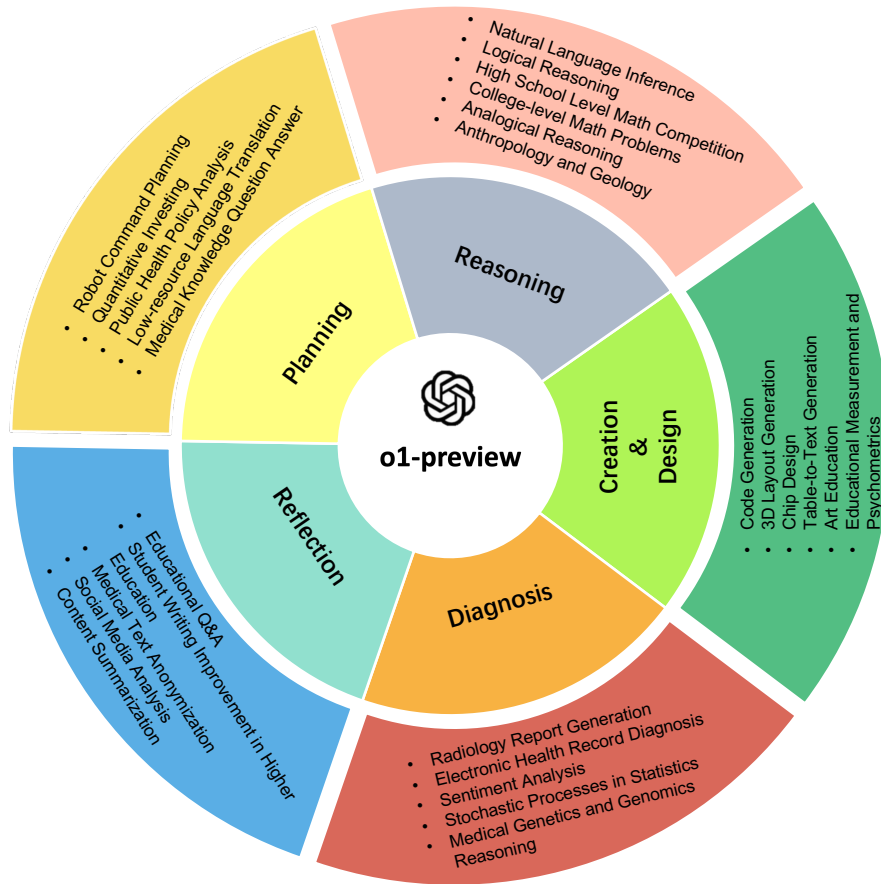 Natural Language Inference
Logical Reasoning
High School Level Math Competition
College-level Math Problems
Analogical Reasoning
Anthropology and Geology
Reasoning
Robot Command Planning
Quantitative Investing
Public Health Policy Analysis
Low-resource Language Translation
Medical Knowledge Question Answer
Planning
o1-preview
Creation
&
Design
Code Generation
3D Layout Generation
Chip Design
Table-to-Text Generation
Art Education
Educational Measurement and
Psychometrics
Reflection
Educational Q&A
Student Writing Improvement in Higher
Education
Medical Text Anonymization
Social Media Analysis
Content Summarization
Diagnosis
Radiology Report Generation
Electronic Health Record Diagnosis
Sentiment Analysis
Stochastic Processes in Statistics
Medical Genetics and Genomics
Reasoning